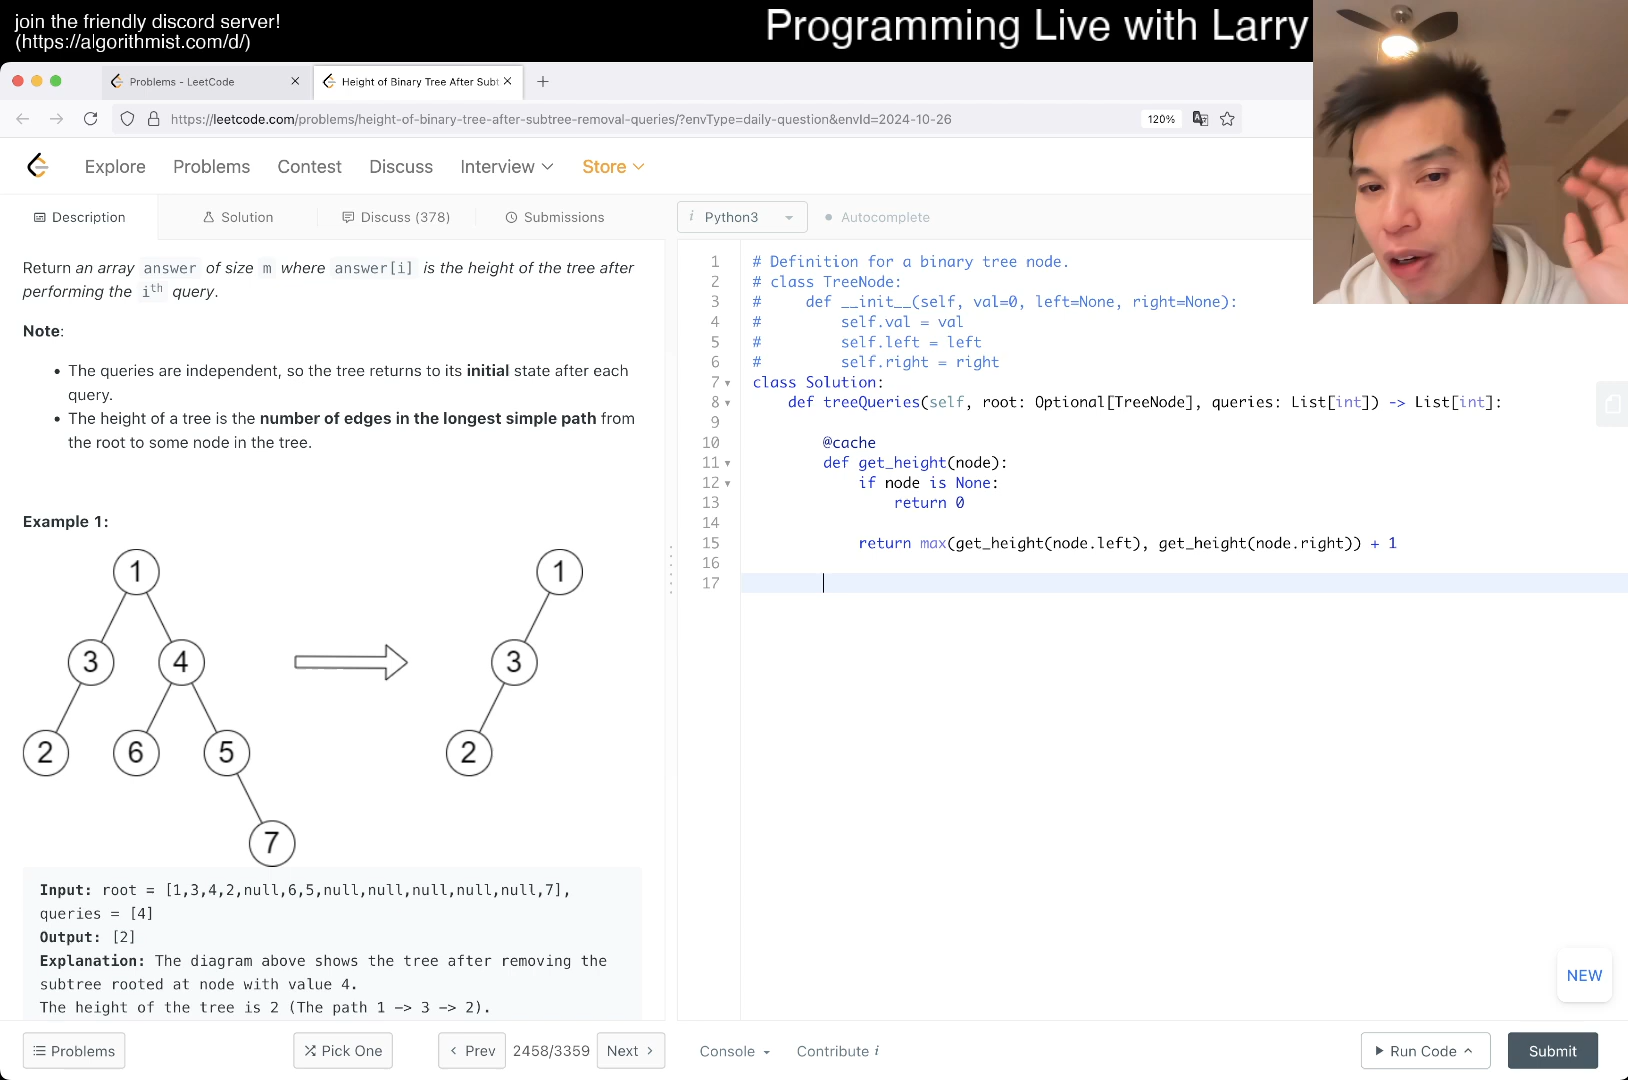 join the friendly discord server!
(https://algorithmist.com/d/)
Programming Live with Larry
Problems - LeetCode
Height of Binary Tree After Subt
https://leetcode.com/problems/height-of-binary-tree-after-subtree-removal-queries/?envType=daily-question&envId=2024-10-26
120%
Explore Problems Contest Discuss Interview Store
Description Solution Discuss (378) Submissions
i Python3 Autocomplete
Return an array answer of size m where answer[i] is the height of the tree after
performing the ith query.
Note:
• The queries are independent, so the tree returns to its initial state after each
query.
• The height of a tree is the number of edges in the longest simple path from
the root to some node in the tree.
Example 1:
1
3 4
2 6 5
7
1
3
2
Input: root = [1,3,4,2,null,6,5,null,null,null,null,null,7],
queries = [4]
Output: [2]
Explanation: The diagram above shows the tree after removing the
subtree rooted at node with value 4.
The height of the tree is 2 (The path 1 -> 3 -> 2).
1 # Definition for a binary tree node.
2 # class TreeNode:
3 #     def __init__(self, val=0, left=None, right=None):
4 #         self.val = val
5 #         self.left = left
6 #         self.right = right
7 class Solution:
8     def treeQueries(self, root: Optional[TreeNode], queries: List[int]) -> List[int]:
9
10         @cache
11         def get_height(node):
12             if node is None:
13                 return 0
14
15             return max(get_height(node.left), get_height(node.right)) + 1
16
17
NEW
Problems Pick One Prev 2458/3359 Next Console Contribute i Run Code Submit